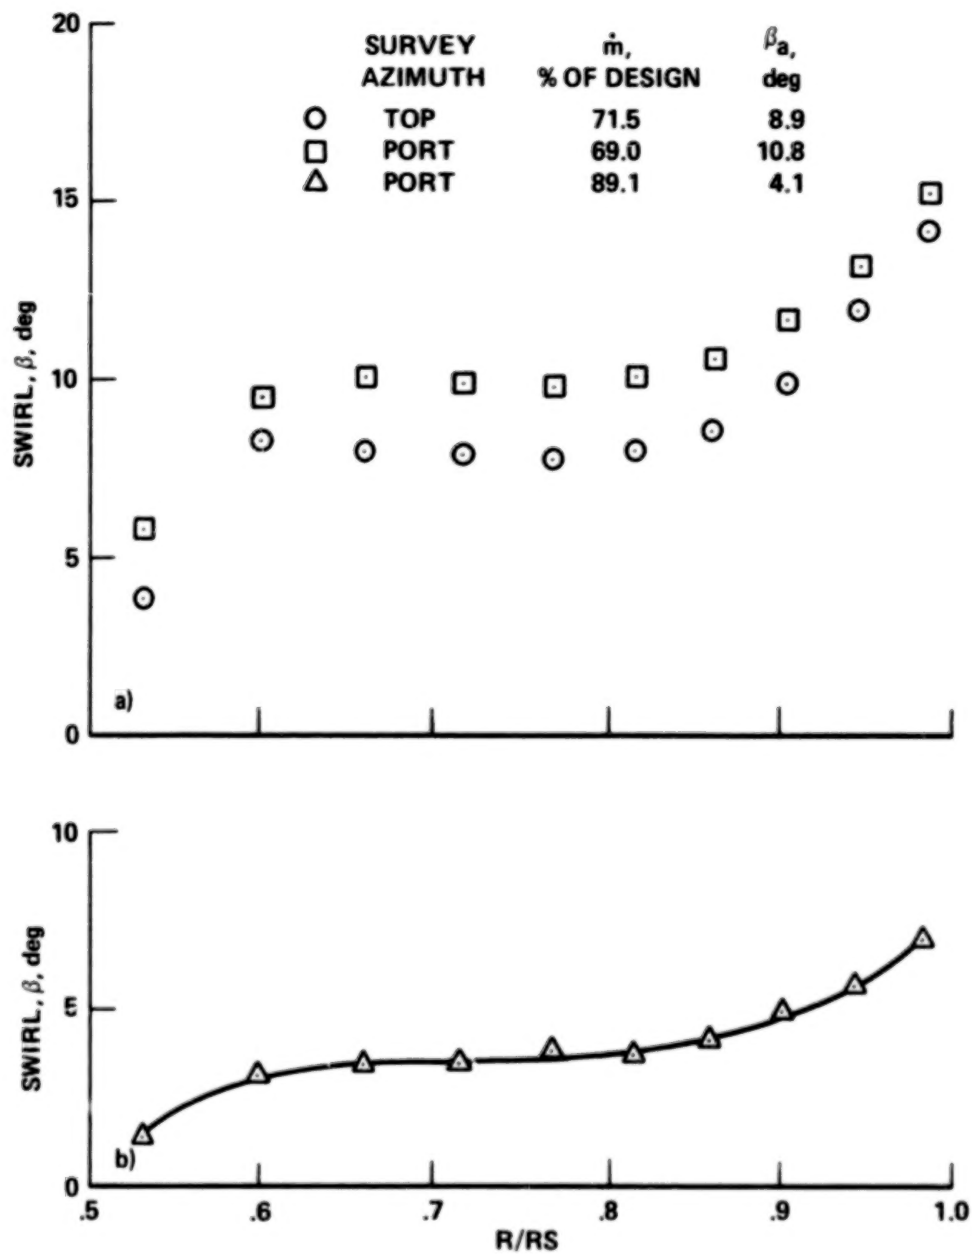 20
15
10
5
0
SWIRL, β, deg
SURVEY AZIMUTH
ṁ, % OF DESIGN
βa, deg
TOP 71.5 8.9
PORT 69.0 10.8
PORT 89.1 4.1
a)
10
5
0
SWIRL, β, deg
b)
.5 .6 .7 .8 .9 1.0
R/RS